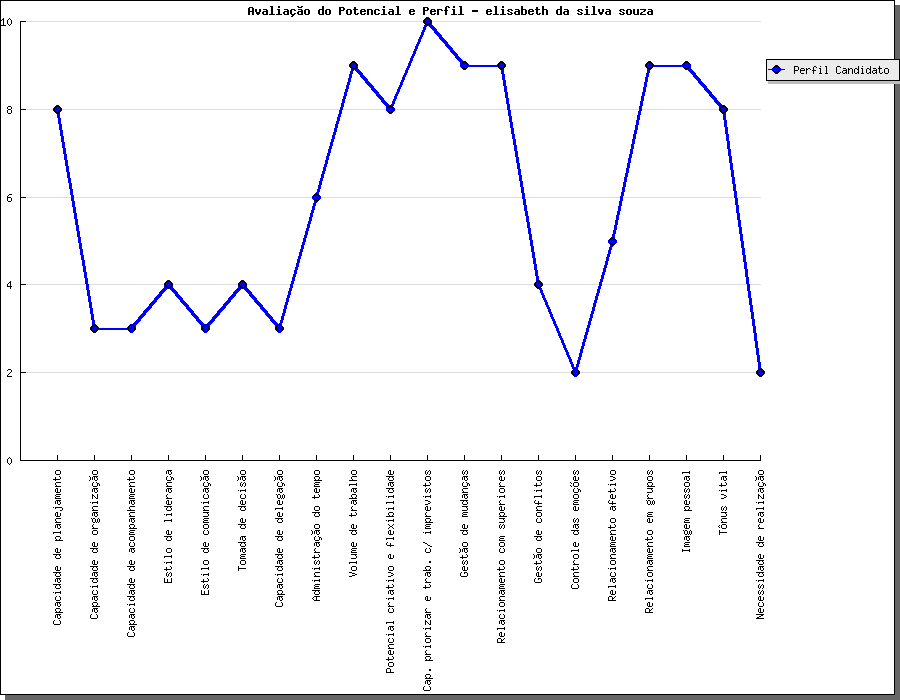 Avaliação do Potencial e Perfil - elisabeth da silva souza
Perfil Candidato
10
8
6
4
2
0
Capacidade de planejamento
Capacidade de organização
Capacidade de acompanhamento
Estilo de liderança
Estilo de comunicação
Tomada de decisão
Capacidade de delegação
Administração do tempo
Volume de trabalho
Potencial criativo e flexibilidade
Cap. priorizar e trab. c/ imprevistos
Gestão de mudanças
Relacionamento com superiores
Gestão de conflitos
Controle das emoções
Relacionamento afetivo
Relacionamento em grupos
Imagem pessoal
Tônus vital
Necessidade de realização